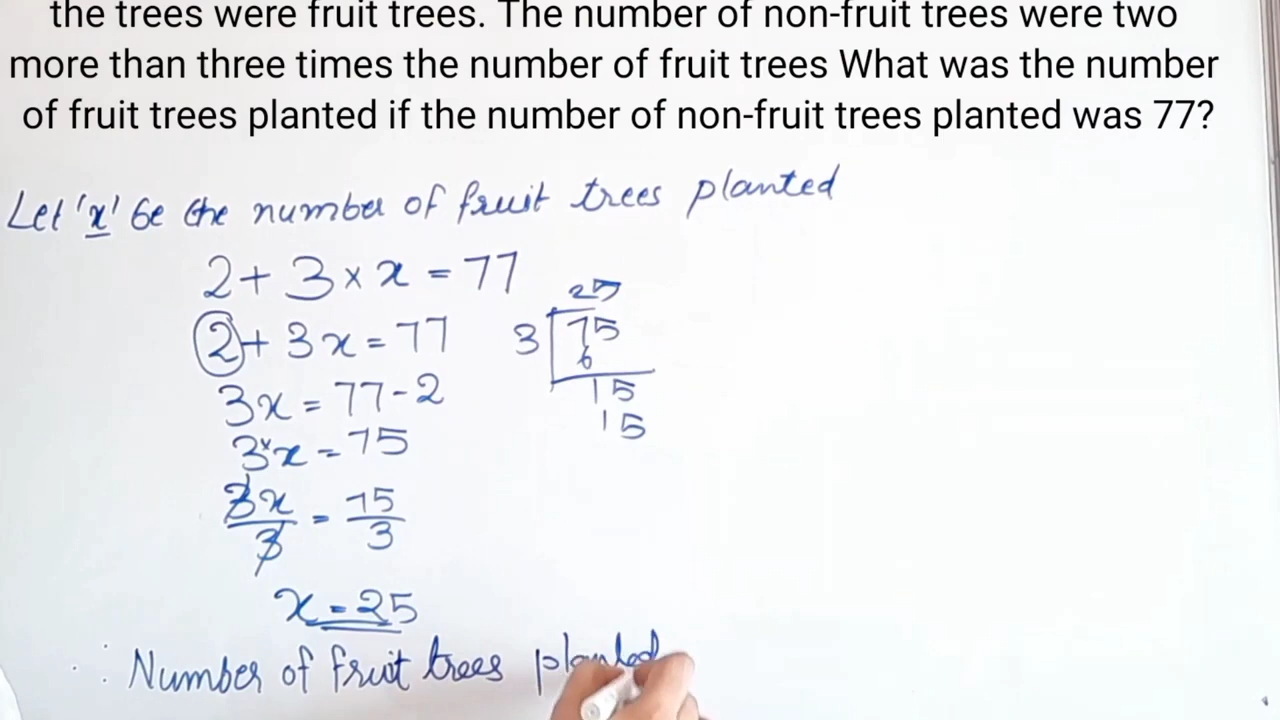 the trees were fruit trees. The number of non-fruit trees were two
more than three times the number of fruit trees What was the number
of fruit trees planted if the number of non-fruit trees planted was 77?
Let 'x' be the number of fruit trees planted
2 + 3 × x = 77
2 + 3x = 77
3x = 77 - 2
3×x = 75
3x/3 = 75/3
x = 25
25
3 75
6
15
15
∴ Number of fruit trees planted